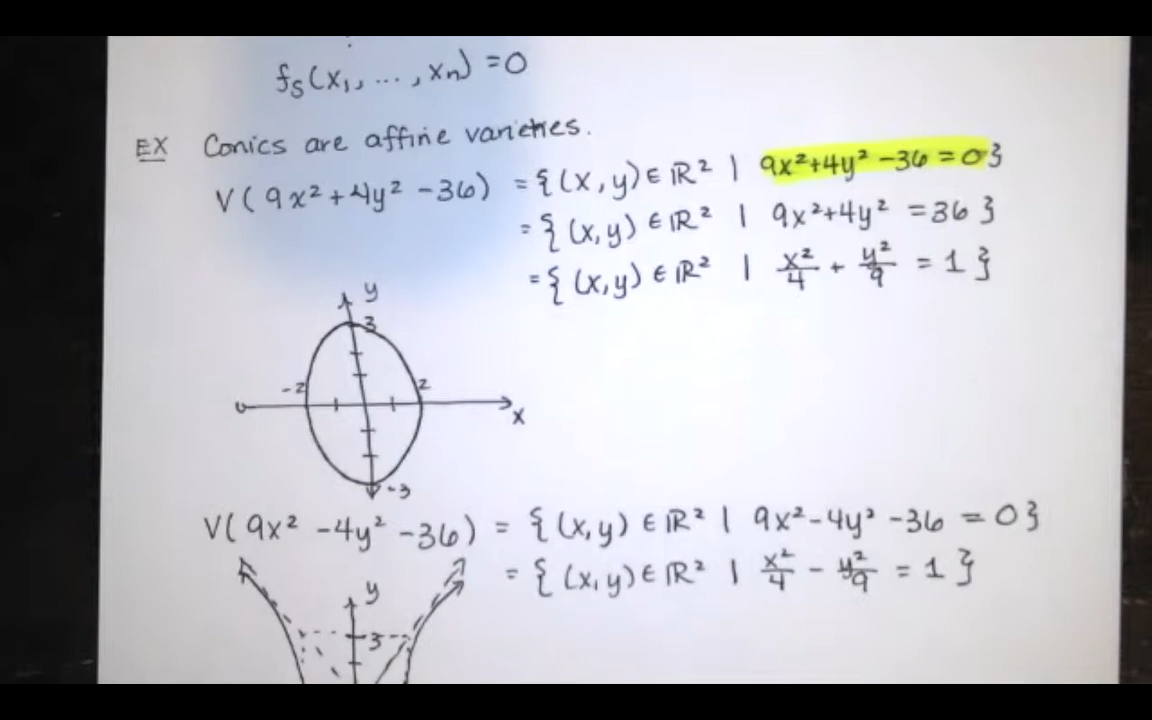 fₛ(x₁, ..., xₙ) = 0
EX Conics are affine varieties.
V(9x² + 4y² - 36) = {(x, y) ∈ ℝ² | 9x² + 4y² - 36 = 0}
= {(x, y) ∈ ℝ² | 9x² + 4y² = 36}
= {(x, y) ∈ ℝ² | x²/4 + y²/9 = 1}
y
3
-2 2
x
-3
V(9x² - 4y² - 36) = {(x, y) ∈ ℝ² | 9x² - 4y² - 36 = 0}
= {(x, y) ∈ ℝ² | x²/4 - y²/9 = 1}
y
3